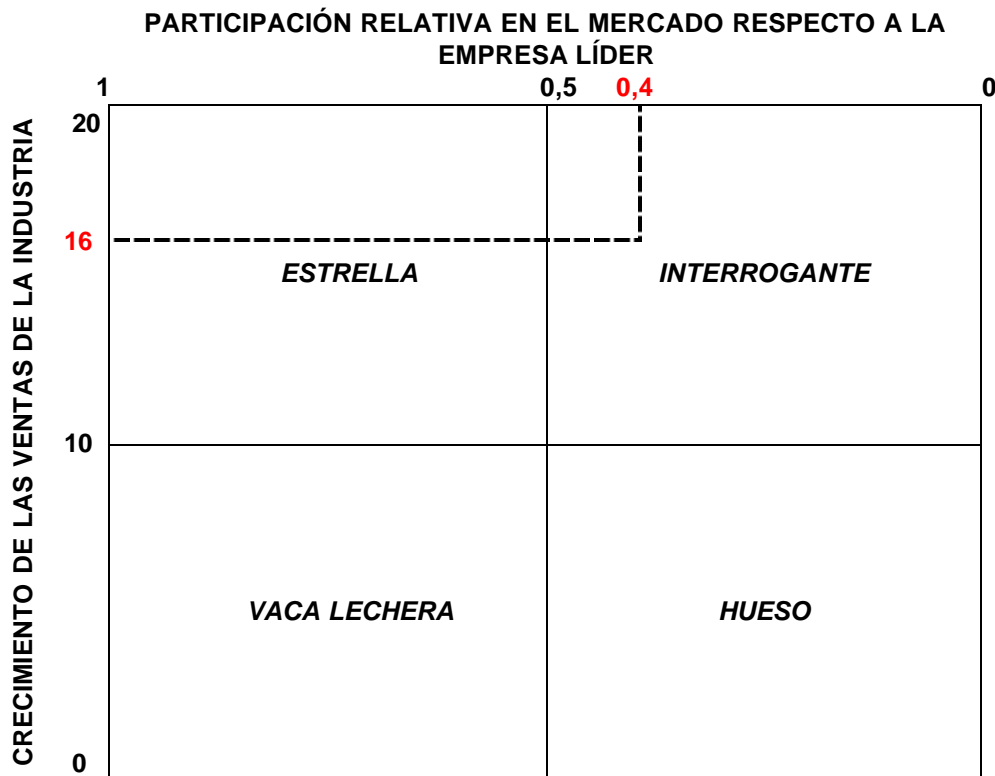 PARTICIPACIÓN RELATIVA EN EL MERCADO RESPECTO A LA
EMPRESA LÍDER
1 0,5 0,4 0
CRECIMIENTO DE LAS VENTAS DE LA INDUSTRIA
20
16
ESTRELLA INTERROGANTE
10
VACA LECHERA HUESO
0